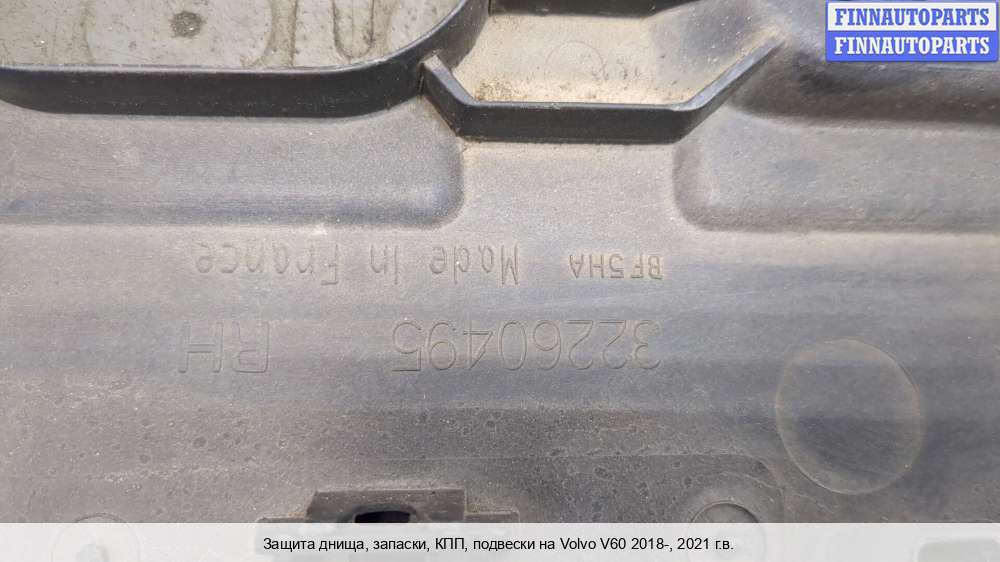 FINNAUTOPARTS
FINNAUTOPARTS
32260495 RH
BF5HA Made In France
Защита днища, запаски, КПП, подвески на Volvo V60 2018-, 2021 г.в.